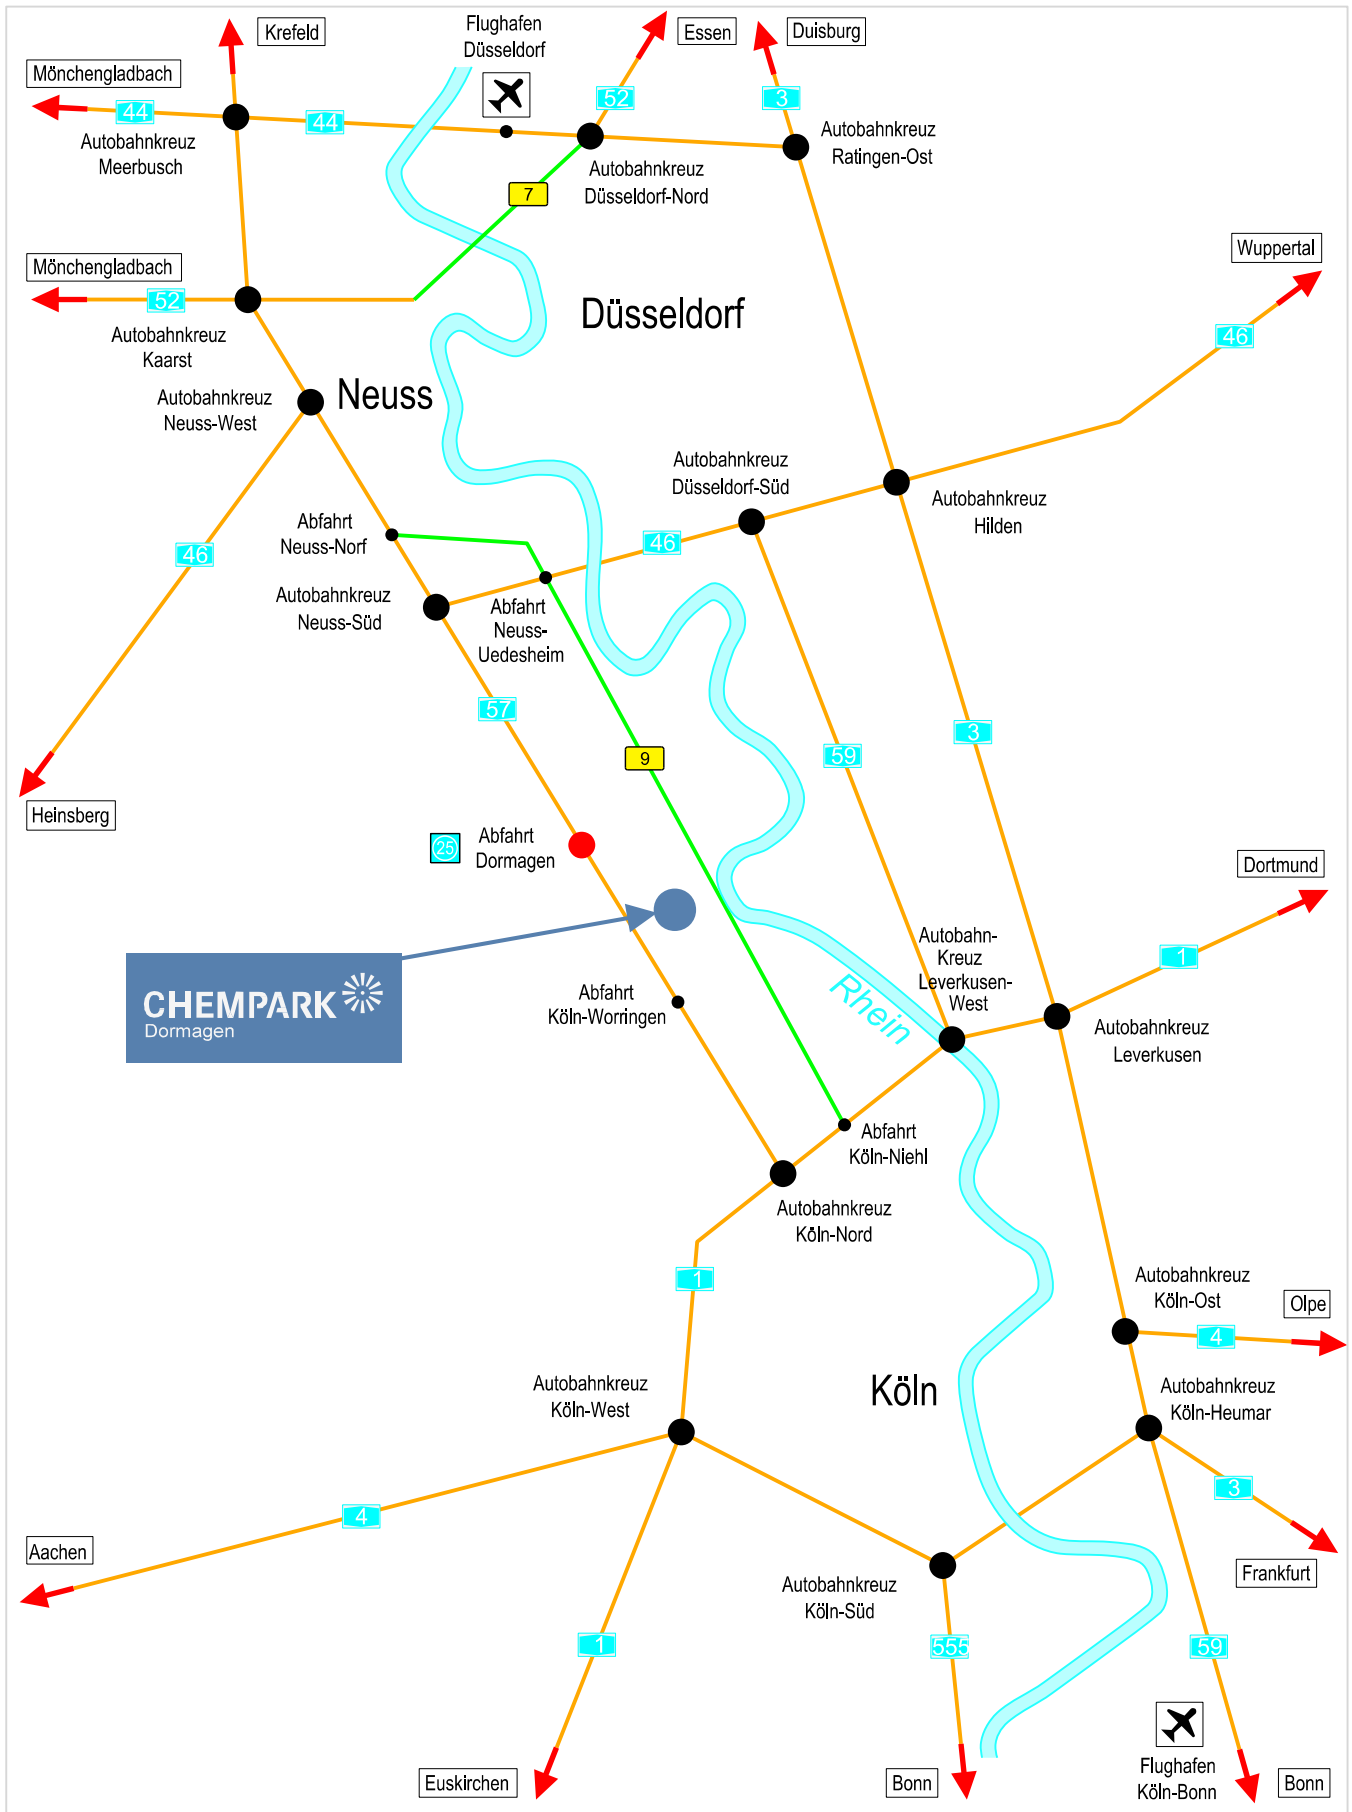 Krefeld
Flughafen
Düsseldorf
Essen
Duisburg
Mönchengladbach
44
44
52
3
Autobahnkreuz
Meerbusch
Autobahnkreuz
Ratingen-Ost
Autobahnkreuz
Düsseldorf-Nord
7
Wuppertal
Mönchengladbach
52
Düsseldorf
46
Autobahnkreuz
Kaarst
Neuss
Autobahnkreuz
Neuss-West
Autobahnkreuz
Düsseldorf-Süd
Autobahnkreuz
Hilden
Abfahrt
Neuss-Norf
46
46
Autobahnkreuz
Neuss-Süd
Abfahrt
Neuss-
Uedesheim
57
3
59
9
Heinsberg
25
Abfahrt
Dormagen
Dortmund
1
Autobahn-
Kreuz
Leverkusen-
West
CHEMPARK
Dormagen
Abfahrt
Köln-Worringen
Rhein
Autobahnkreuz
Leverkusen
Abfahrt
Köln-Niehl
Autobahnkreuz
Köln-Nord
1
Autobahnkreuz
Köln-Ost
Olpe
4
Autobahnkreuz
Köln-West
Köln
Autobahnkreuz
Köln-Heumar
3
4
Aachen
Frankfurt
Autobahnkreuz
Köln-Süd
1
555
59
Flughafen
Köln-Bonn
Euskirchen
Bonn
Bonn